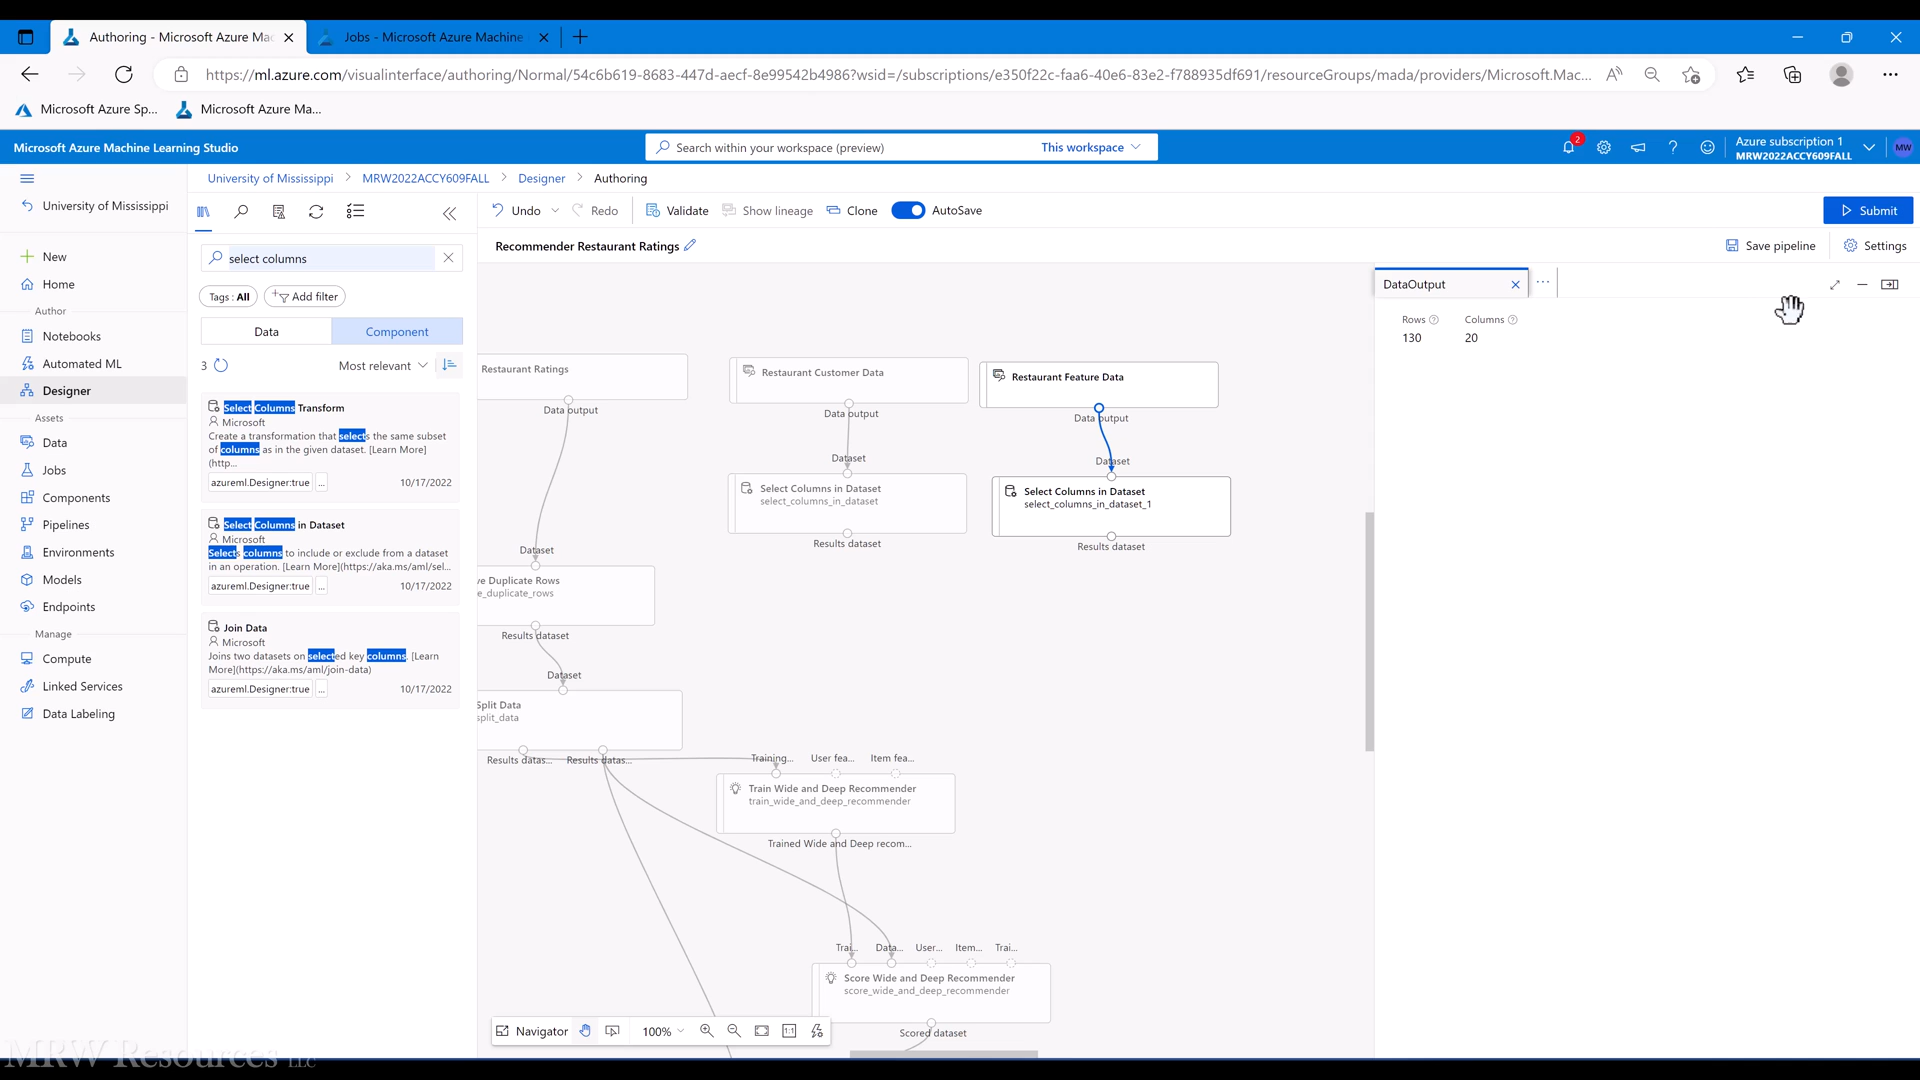 Authoring - Microsoft Azure Mac
Jobs - Microsoft Azure Machine
https://ml.azure.com/visualinterface/authoring/Normal/54c6b619-8683-447d-aecf-8e99542b4986?wsid=/subscriptions/e350f22c-faa6-40e6-83e2-f788935df691/resourceGroups/mada/providers/Microsoft.Mac...
Microsoft Azure Sp...
Microsoft Azure Ma...
Microsoft Azure Machine Learning Studio
Search within your workspace (preview)
This workspace
2
Azure subscription 1
MRW2022ACCY609FALL
MW
University of Mississippi > MRW2022ACCY609FALL > Designer > Authoring
University of Mississippi
New
Home
Author
Notebooks
Automated ML
Designer
Assets
Data
Jobs
Components
Pipelines
Environments
Models
Endpoints
Manage
Compute
Linked Services
Data Labeling
select columns
Tags : All
Add filter
Data
Component
3
Most relevant
Select Columns Transform
Microsoft
Create a transformation that selects the same subset
of columns as in the given dataset. [Learn More]
(http...
azureml.Designer:true
...
10/17/2022
Select Columns in Dataset
Microsoft
Selects columns to include or exclude from a dataset
in an operation. [Learn More](https://aka.ms/aml/sel...
azureml.Designer:true
...
10/17/2022
Join Data
Microsoft
Joins two datasets on selected key columns. [Learn
More](https://aka.ms/aml/join-data)
azureml.Designer:true
...
10/17/2022
Undo
Redo
Validate
Show lineage
Clone
AutoSave
Submit
Recommender Restaurant Ratings
Save pipeline
Settings
Restaurant Ratings
Data output
Restaurant Customer Data
Data output
Restaurant Feature Data
Data output
Dataset
Select Columns in Dataset
select_columns_in_dataset
Results dataset
Dataset
Select Columns in Dataset
select_columns_in_dataset_1
Results dataset
Dataset
ve Duplicate Rows
e_duplicate_rows
Results dataset
Dataset
Split Data
split_data
Results datas...
Results datas...
Training...
User fea...
Item fea...
Train Wide and Deep Recommender
train_wide_and_deep_recommender
Trained Wide and Deep recom...
Trai...
Data...
User...
Item...
Trai...
Score Wide and Deep Recommender
score_wide_and_deep_recommender
Scored dataset
Navigator
100%
1:1
DataOutput
...
Rows
130
Columns
20
MRW Resources LLC